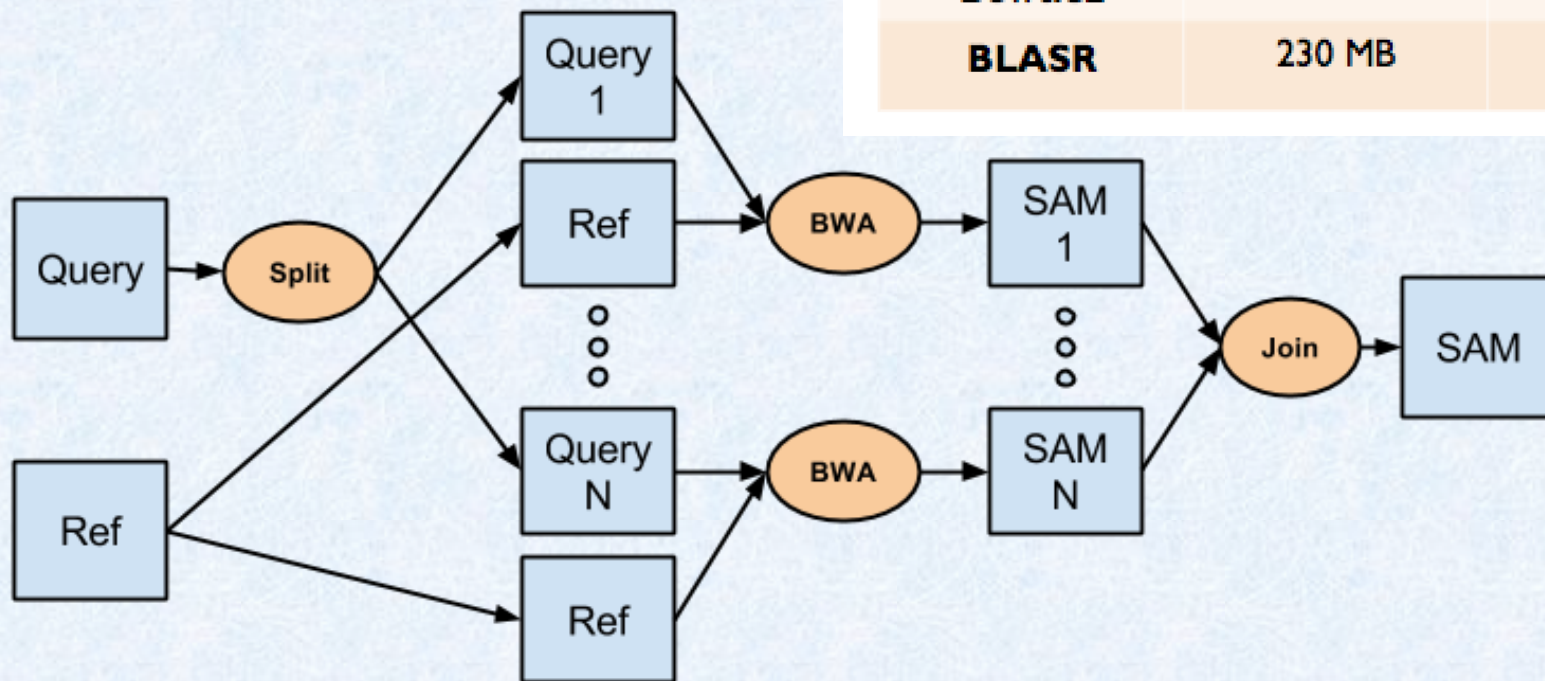 BLASR 230 MB
Query
1
Ref
BWA
SAM
1
Query
Split
Join
SAM
Query
N
BWA
SAM
N
Ref
Ref